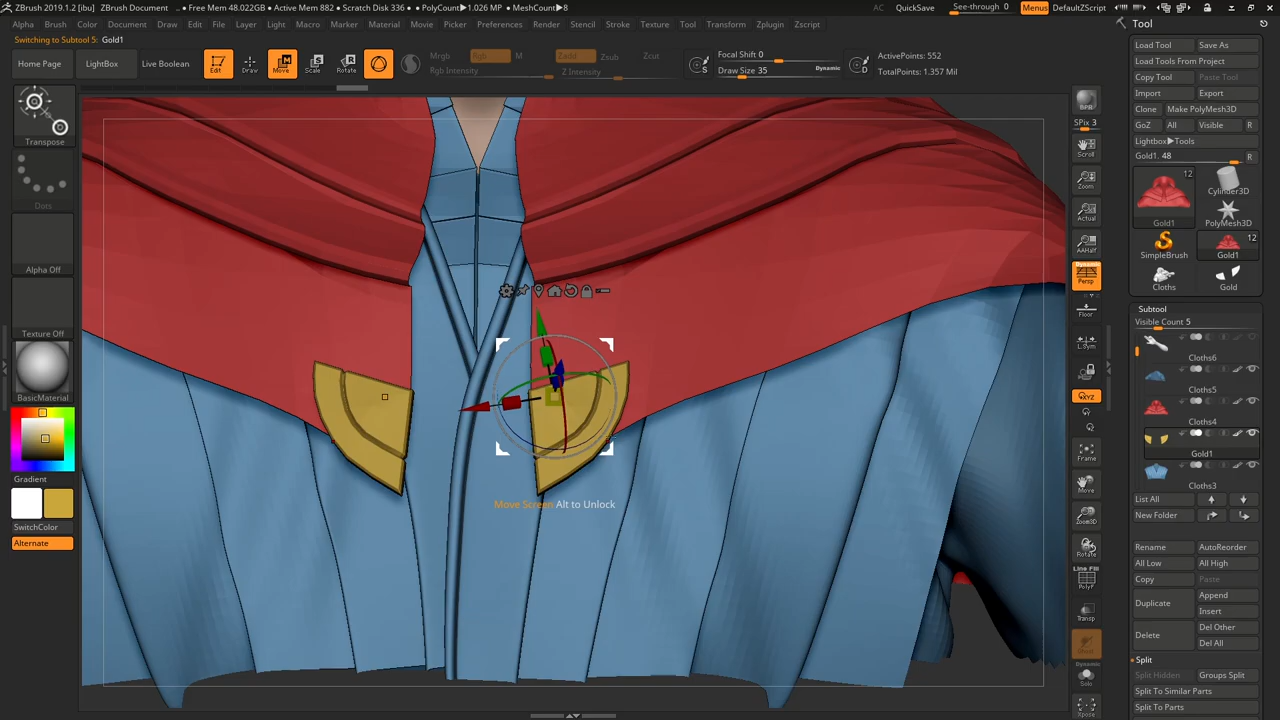 ZBrush 2019.1.2 [ibu] ZBrush Document .. • Free Mem 48.022GB • Active Mem 882 • Scratch Disk 336 • PolyCount▶1.026 MP • MeshCount▶8
AC QuickSave See-through 0 Menus DefaultZScript
Alpha Brush Color Document Draw Edit File Layer Light Macro Marker Material Movie Picker Preferences Render Stencil Stroke Texture Tool Transform Zplugin Zscript
Switching to Subtool 5: Gold1
Home Page LightBox Live Boolean
Edit Draw Move Scale Rotate
Mrgb Rgb M
Rgb Intensity
Zadd Zsub Zcut
Z Intensity
Focal Shift 0
Draw Size 35 Dynamic
S
D
ActivePoints: 552
TotalPoints: 1.357 Mil
Transpose
Dots
Alpha Off
Texture Off
BasicMaterial
Gradient
SwitchColor
Alternate
Move Screen Alt to Unlock
BPR
SPix 3
Scroll
Zoom
Actual
AAHalf
Dynamic
Persp
Floor
L.Sym
XYZ
Frame
Move
Zoom3D
Rotate
Line Fill
PolyF
Transp
Ghost
Dynamic
Solo
Xpose
Tool
Load Tool Save As
Load Tools From Project
Copy Tool Paste Tool
Import Export
Clone Make PolyMesh3D
GoZ All Visible R
Lightbox▶Tools
Gold1. 48 R
12
Gold1
Cylinder3D
PolyMesh3D
SimpleBrush
12
Gold1
Cloths
Gold
Subtool
Visible Count 5
Cloths6
Cloths5
Cloths4
Gold1
Cloths3
List All
New Folder
Rename AutoReorder
All Low All High
Copy Paste
Duplicate Append
Insert
Delete Del Other
Del All
Split
Split Hidden Groups Split
Split To Similar Parts
Split To Parts